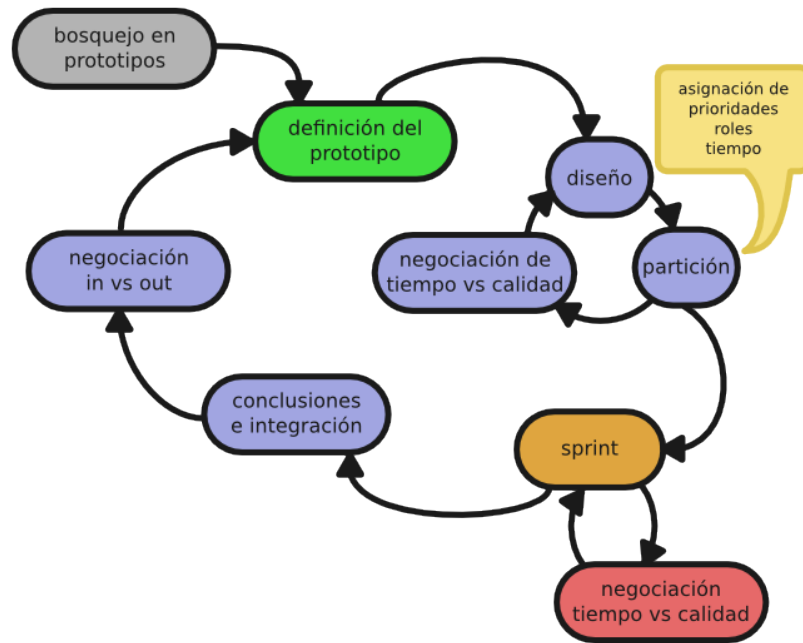 bosquejo en
prototipos
definición del
prototipo
asignación de
prioridades
roles
tiempo
diseño
partición
negociación de
tiempo vs calidad
negociación
in vs out
conclusiones
e integración
sprint
negociación
tiempo vs calidad